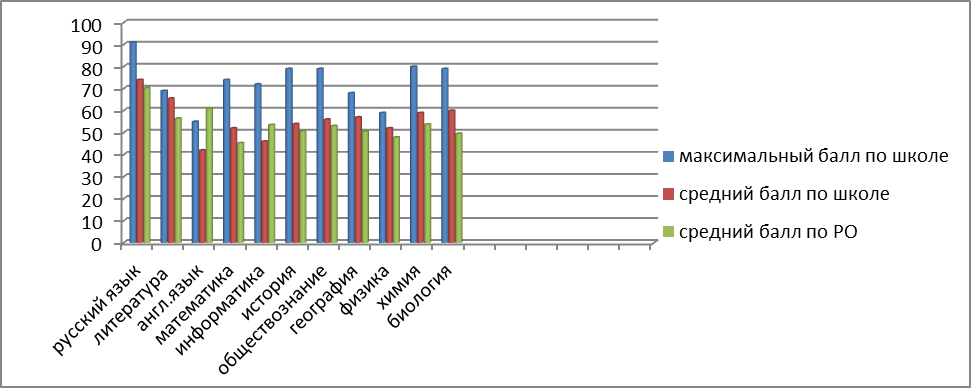 100
90
80
70
60
50
40
30
20
10
0
русский язык
литература
англ.язык
математика
информатика
история
обществознание
география
физика
химия
биология
максимальный балл по школе
средний балл по школе
средний балл по РО